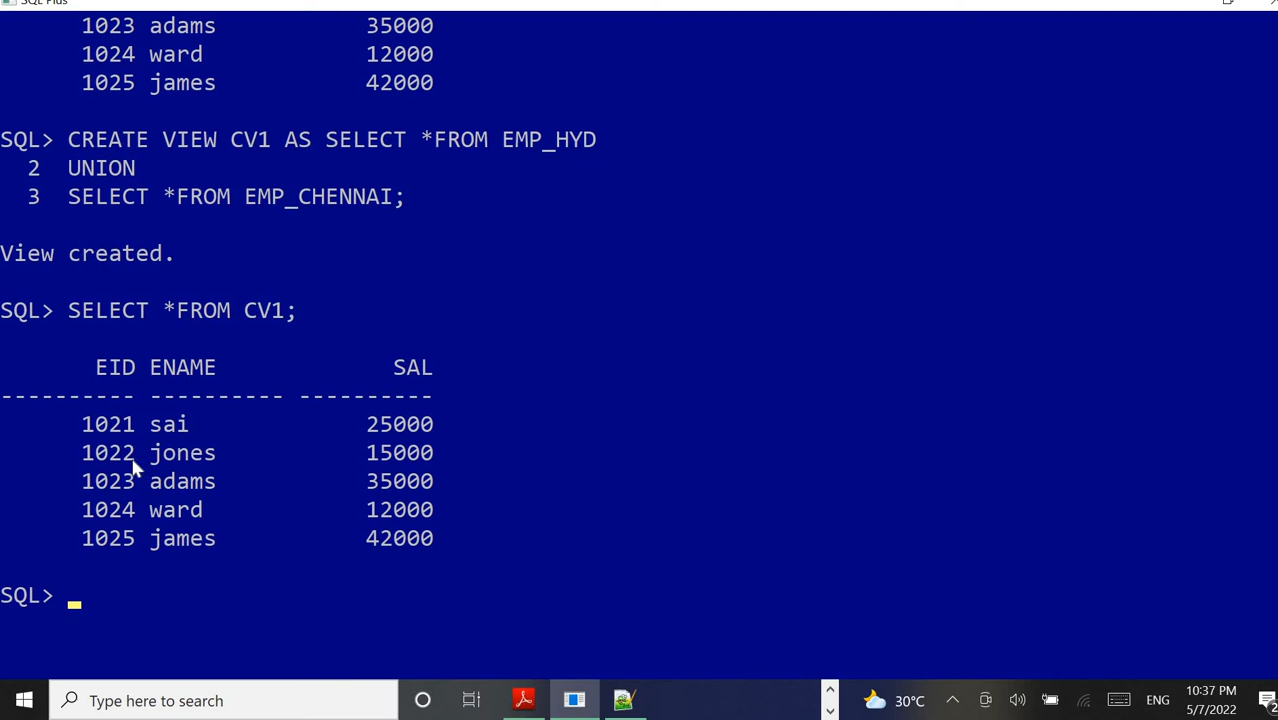 SQL Plus
1023 adams 35000
1024 ward 12000
1025 james 42000
SQL> CREATE VIEW CV1 AS SELECT *FROM EMP_HYD
2 UNION
3 SELECT *FROM EMP_CHENNAI;
View created.
SQL> SELECT *FROM CV1;
EID ENAME SAL
---------- ---------- ----------
1021 sai 25000
1022 jones 15000
1023 adams 35000
1024 ward 12000
1025 james 42000
SQL>
Type here to search
30°C
ENG
10:37 PM
5/7/2022
2